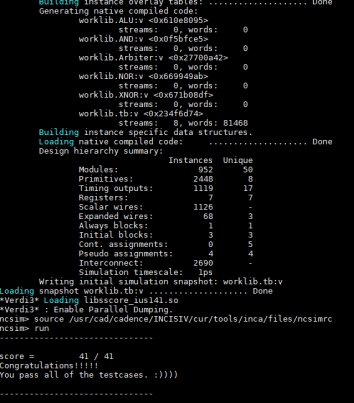 Building instance overlay tables: .................... Done
Generating native compiled code:
worklib.ALU:v <0x610e8095>
streams: 0, words: 0
worklib.AND:v <0x0f5bfce5>
streams: 0, words: 0
worklib.Arbiter:v <0x27700a42>
streams: 0, words: 0
worklib.NOR:v <0x669949ab>
streams: 0, words: 0
worklib.XNOR:v <0x671b08df>
streams: 0, words: 0
worklib.tb:v <0x234f6d74>
streams: 8, words: 81468
Building instance specific data structures.
Loading native compiled code: .................... Done
Design hierarchy summary:
Instances Unique
Modules: 952 50
Primitives: 2448 8
Timing outputs: 1119 17
Registers: 7 7
Scalar wires: 1126 -
Expanded wires: 68 3
Always blocks: 1 1
Initial blocks: 3 3
Cont. assignments: 0 5
Pseudo assignments: 4 4
Interconnect: 2690 -
Simulation timescale: 1ps
Writing initial simulation snapshot: worklib.tb:v
Loading snapshot worklib.tb:v .................... Done
*Verdi3* Loading libsscore_ius141.so
*Verdi3* : Enable Parallel Dumping.
ncsim> source /usr/cad/cadence/INCISIV/cur/tools/inca/files/ncsimrc
ncsim> run
------------------------------
score = 41 / 41
Congratulations!!!!!
You pass all of the testcases. :))))
------------------------------